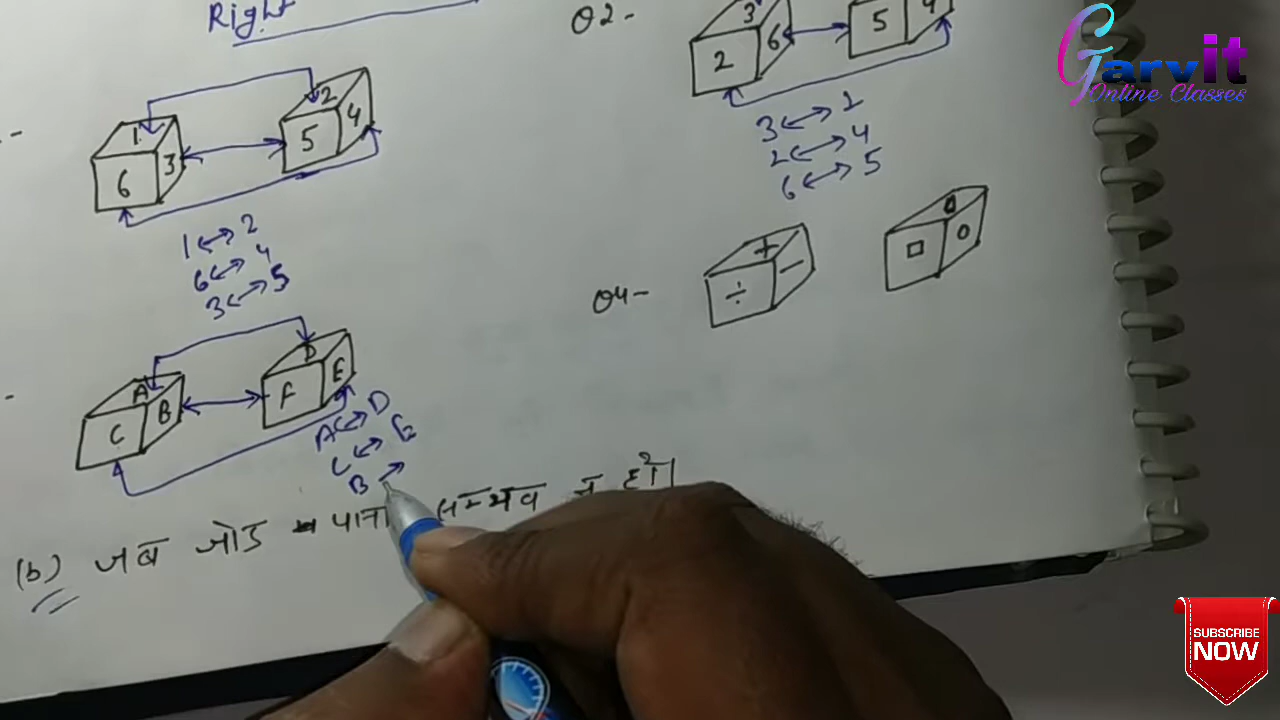 Right
1 2
6 3 5 4
1 ↔ 2
6 ↔ 4
3 ↔ 5
A D
C B F E
A ↔ D
C ↔ E
B →
(b) जब जोड़ पाना सम्भव न हो।
Q2-
3
2 6 5 4
3 ↔ 1
2 ↔ 4
6 ↔ 5
Q4-
+
÷ − □ ○
Garvit
Online Classes
SUBSCRIBE
NOW